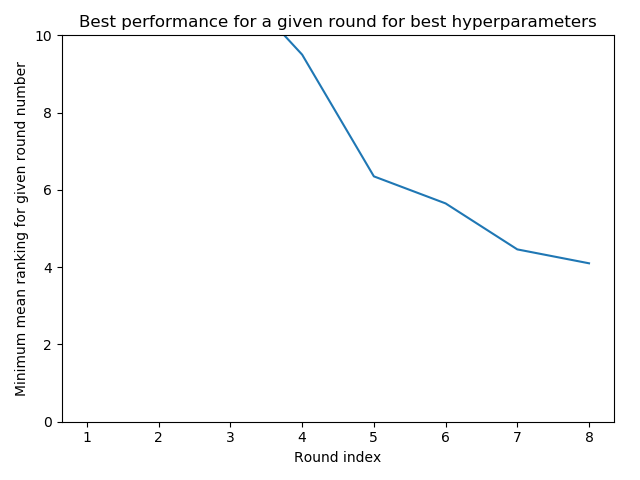 Best performance for a given round for best hyperparameters
Minimum mean ranking for given round number
10
8
6
4
2
0
1 2 3 4 5 6 7 8
Round index